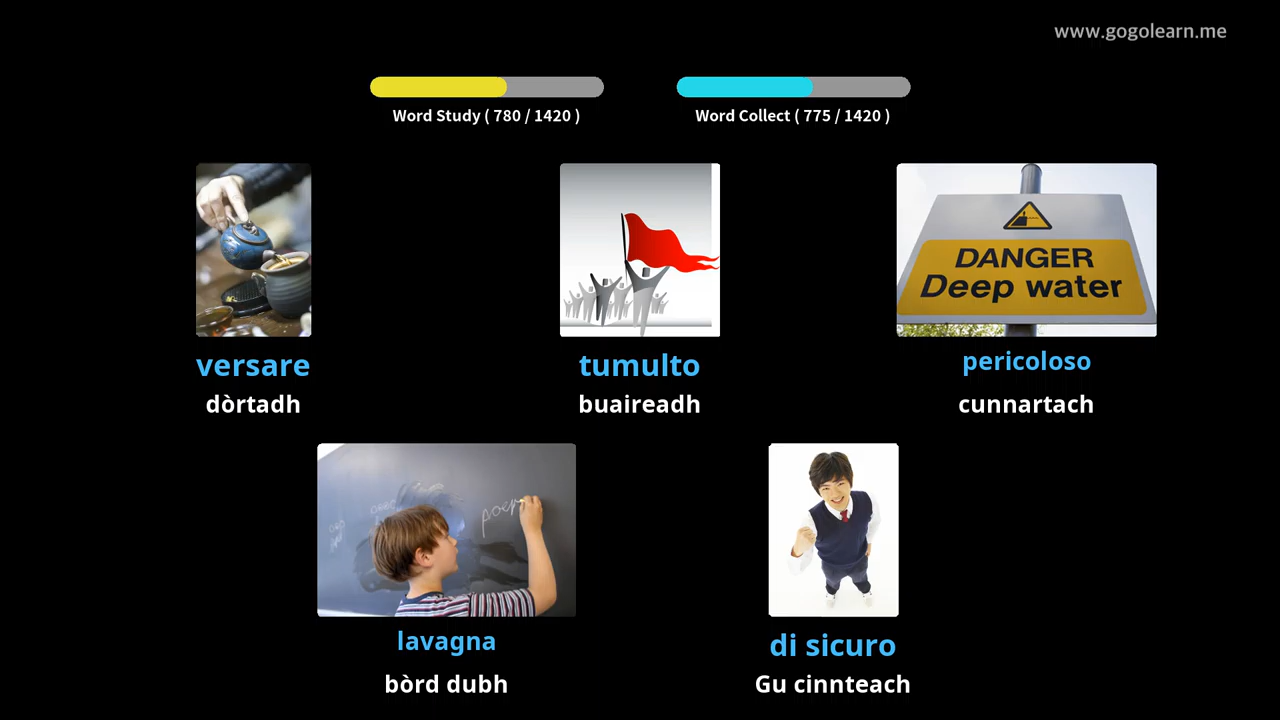 www.gogolearn.me
Word Study ( 780 / 1420 )
Word Collect ( 775 / 1420 )
DANGER
Deep water
versare
tumulto
pericoloso
dòrtadh
buaireadh
cunnartach
poem
lavagna
di sicuro
bòrd dubh
Gu cinnteach